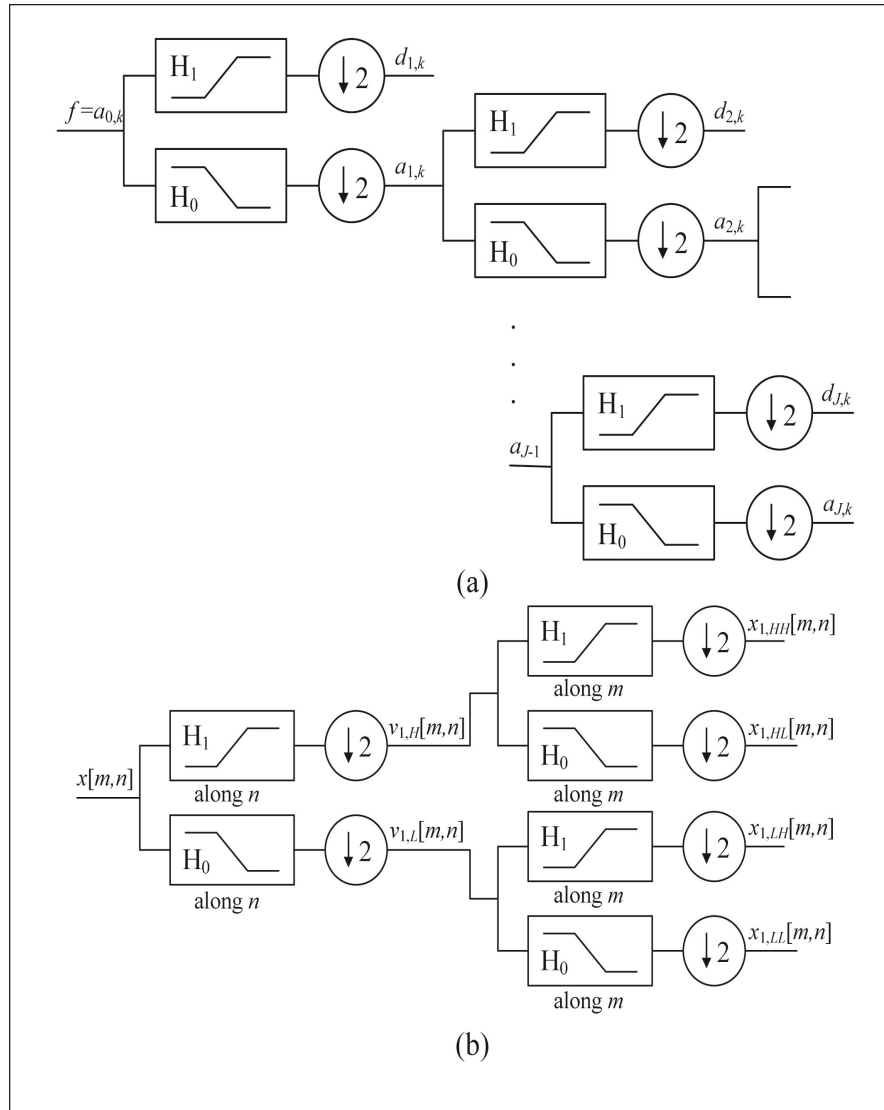 H1 ↓2 d1,k
f=a0,k
H1 ↓2 d2,k
H0 ↓2 a1,k
H0 ↓2 a2,k
.
.
.
H1 ↓2 dJ,k
aJ-1
H0 ↓2 aJ,k
(a)
H1 ↓2 x1,HH[m,n]
along m
H1 ↓2 v1,H[m,n]
along n
H0 ↓2 x1,HL[m,n]
along m
x[m,n]
H0 ↓2 v1,L[m,n]
along n
H1 ↓2 x1,LH[m,n]
along m
H0 ↓2 x1,LL[m,n]
along m
(b)